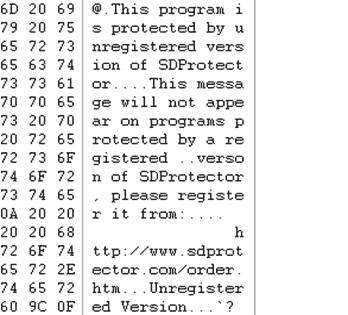 6D 20 69 @.This program i
79 20 75 s protected by u
65 72 73 nregistered vers
65 63 74 ion of SDProtect
73 73 61 or....This messa
70 70 65 ge will not appe
73 20 70 ar on programs p
20 72 65 rotected by a re
72 73 6F gistered ..verso
74 6F 72 n of SDProtector
73 74 65 , please registe
0A 20 20 r it from:....
20 20 68 h
72 6F 74 ttp://www.sdprot
65 72 2E ector.com/order.
74 65 72 htm...Unregister
60 9C 0F ed Version...`?